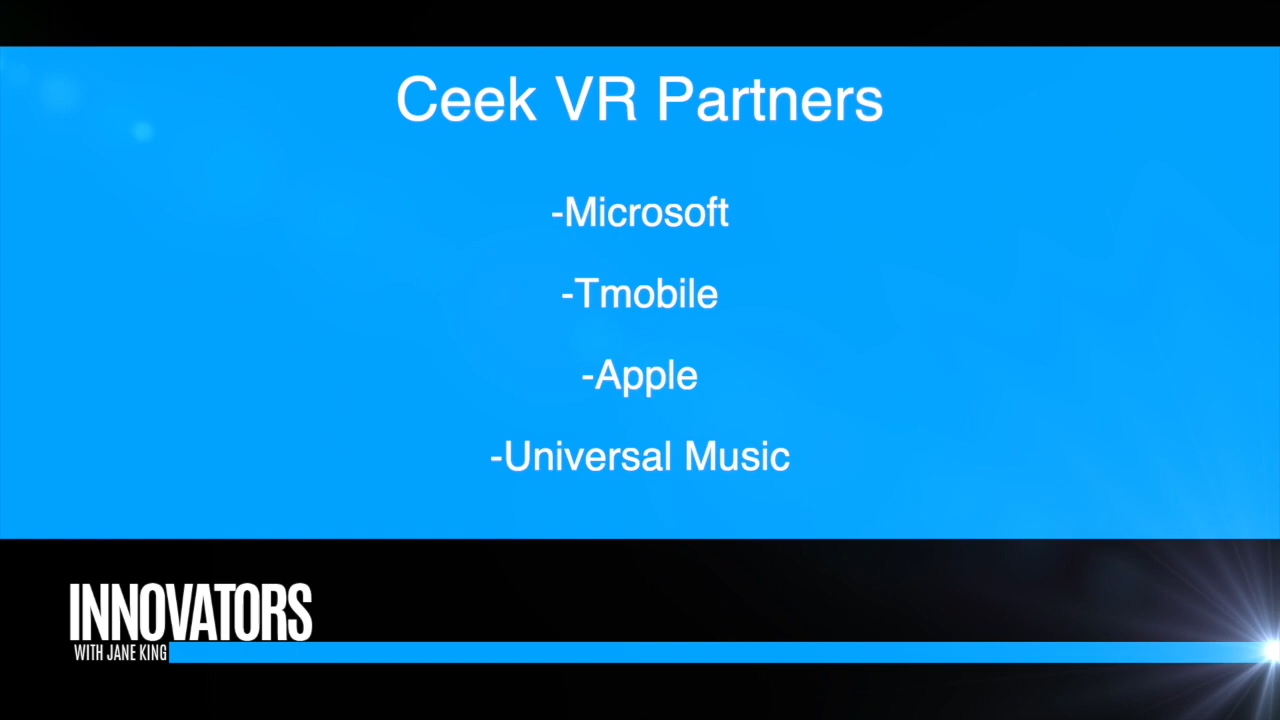 Ceek VR Partners
-Microsoft
-Tmobile
-Apple
-Universal Music
INNOVATORS
WITH JANE KING